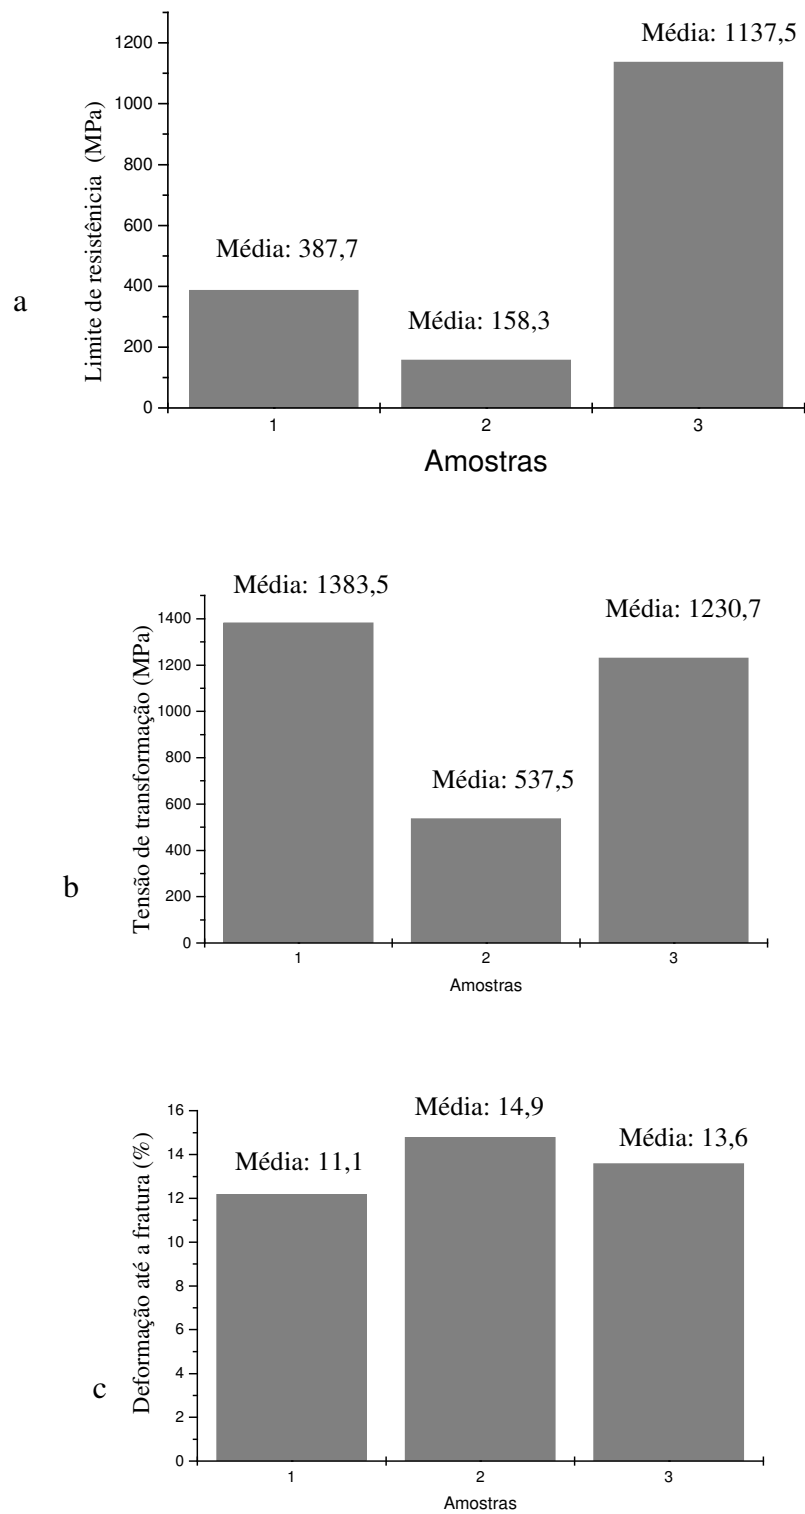 Média: 1137,5
1200
1000
800
600
400
200
0
Limite de resistênicia (MPa)
Média: 387,7
Média: 158,3
a
1
2
3
Amostras
Média: 1383,5
Média: 1230,7
1400
1200
1000
800
600
400
200
0
Tensão de transformação (MPa)
Média: 537,5
b
1
2
3
Amostras
Média: 14,9
Média: 13,6
Média: 11,1
16
14
12
10
8
6
4
2
0
Deformação até a fratura (%)
c
1
2
3
Amostras